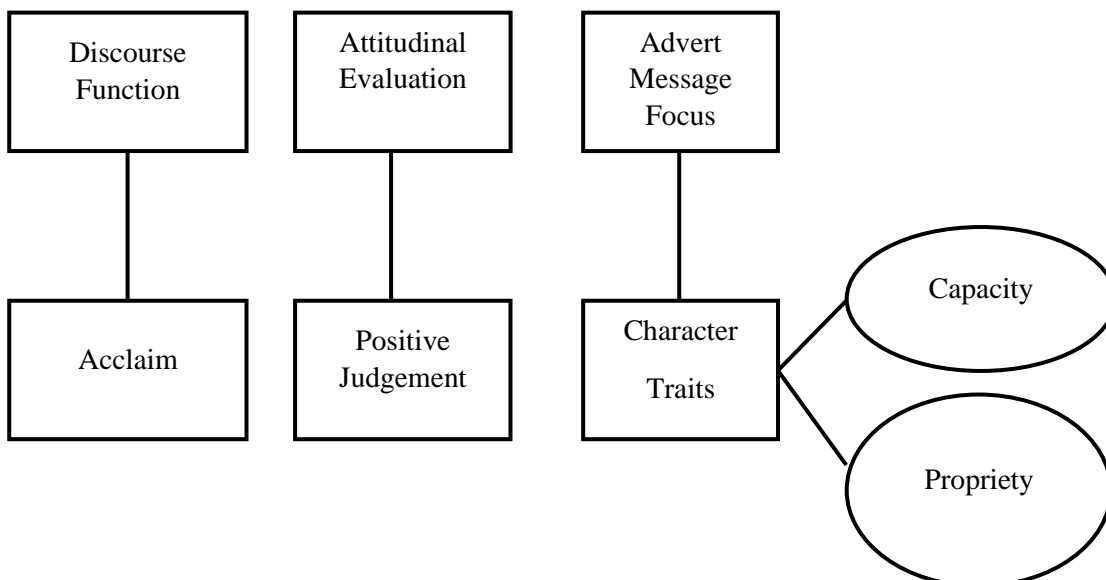 Discourse
Function
Attitudinal
Evaluation
Advert
Message
Focus
Acclaim
Positive
Judgement
Character
Traits
Capacity
Propriety